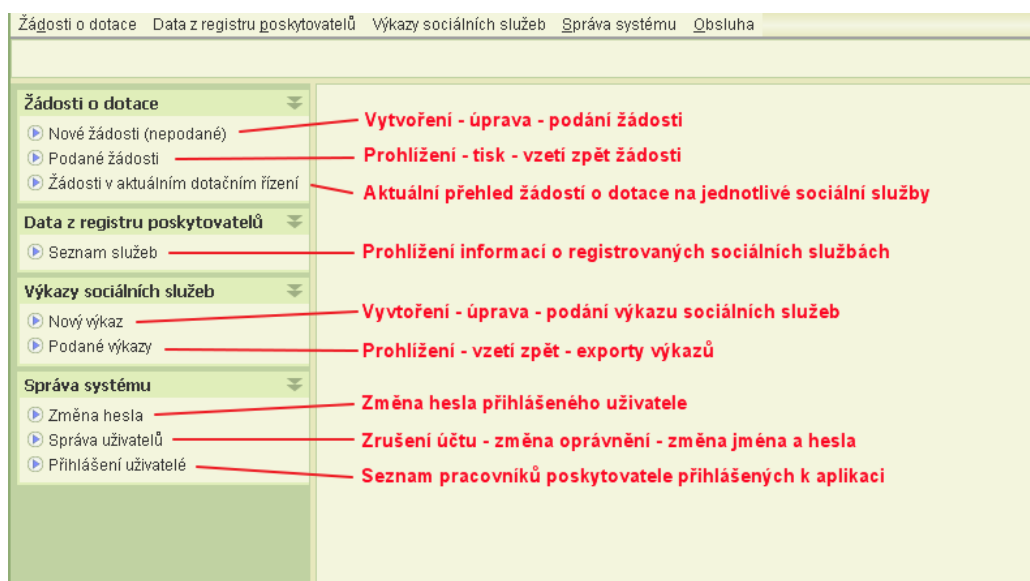 Žádosti o dotace Data z registru poskytovatelů Výkazy sociálních služeb Správa systému Obsluha
Žádosti o dotace
Nové žádosti (nepodané)
Vytvoření - úprava - podání žádosti
Podané žádosti
Prohlížení - tisk - vzetí zpět žádosti
Žádosti v aktuálním dotačním řízení
Aktuální přehled žádostí o dotace na jednotlivé sociální služby
Data z registru poskytovatelů
Seznam služeb
Prohlížení informací o registrovaných sociálních službách
Výkazy sociálních služeb
Nový výkaz
Vyvtoření - úprava - podání výkazu sociálních služeb
Podané výkazy
Prohlížení - vzetí zpět - exporty výkazů
Správa systému
Změna hesla
Změna hesla přihlášeného uživatele
Správa uživatelů
Zrušení účtu - změna oprávnění - změna jména a hesla
Přihlášení uživatelé
Seznam pracovníků poskytovatele přihlášených k aplikaci